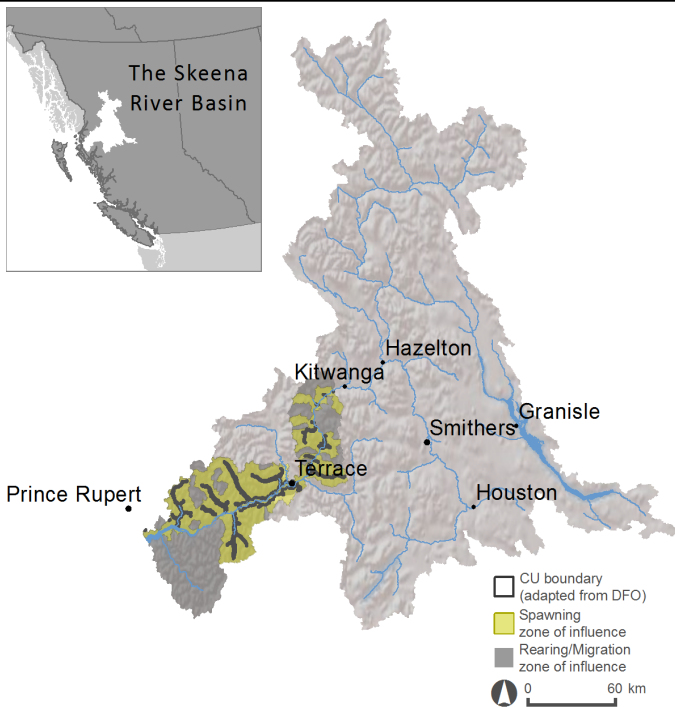 The Skeena
River Basin
Hazelton
Kitwanga
Granisle
Smithers
Terrace
Prince Rupert
Houston
CU boundary
(adapted from DFO)
Spawning
zone of influence
Rearing/Migration
zone of influence
0 60 km